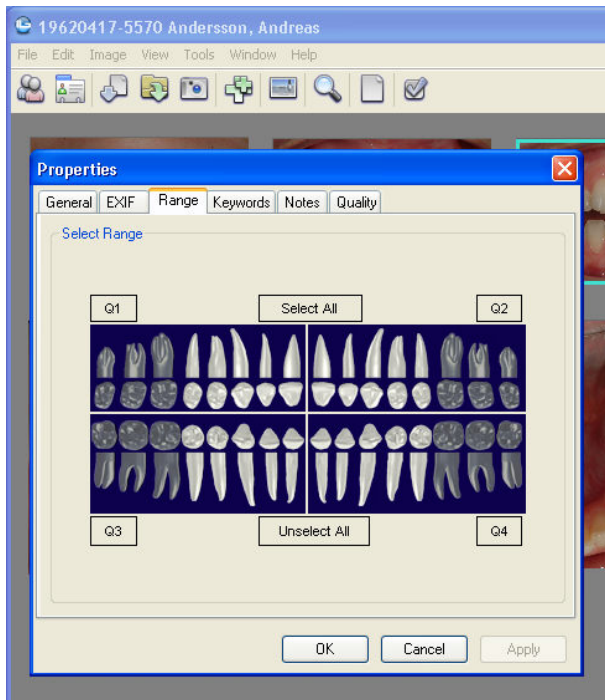 19620417-5570 Andersson, Andreas
File Edit Image View Tools Window Help
Properties
General EXIF Range Keywords Notes Quality
Select Range
Q1 Select All Q2
Q3 Unselect All Q4
OK Cancel Apply